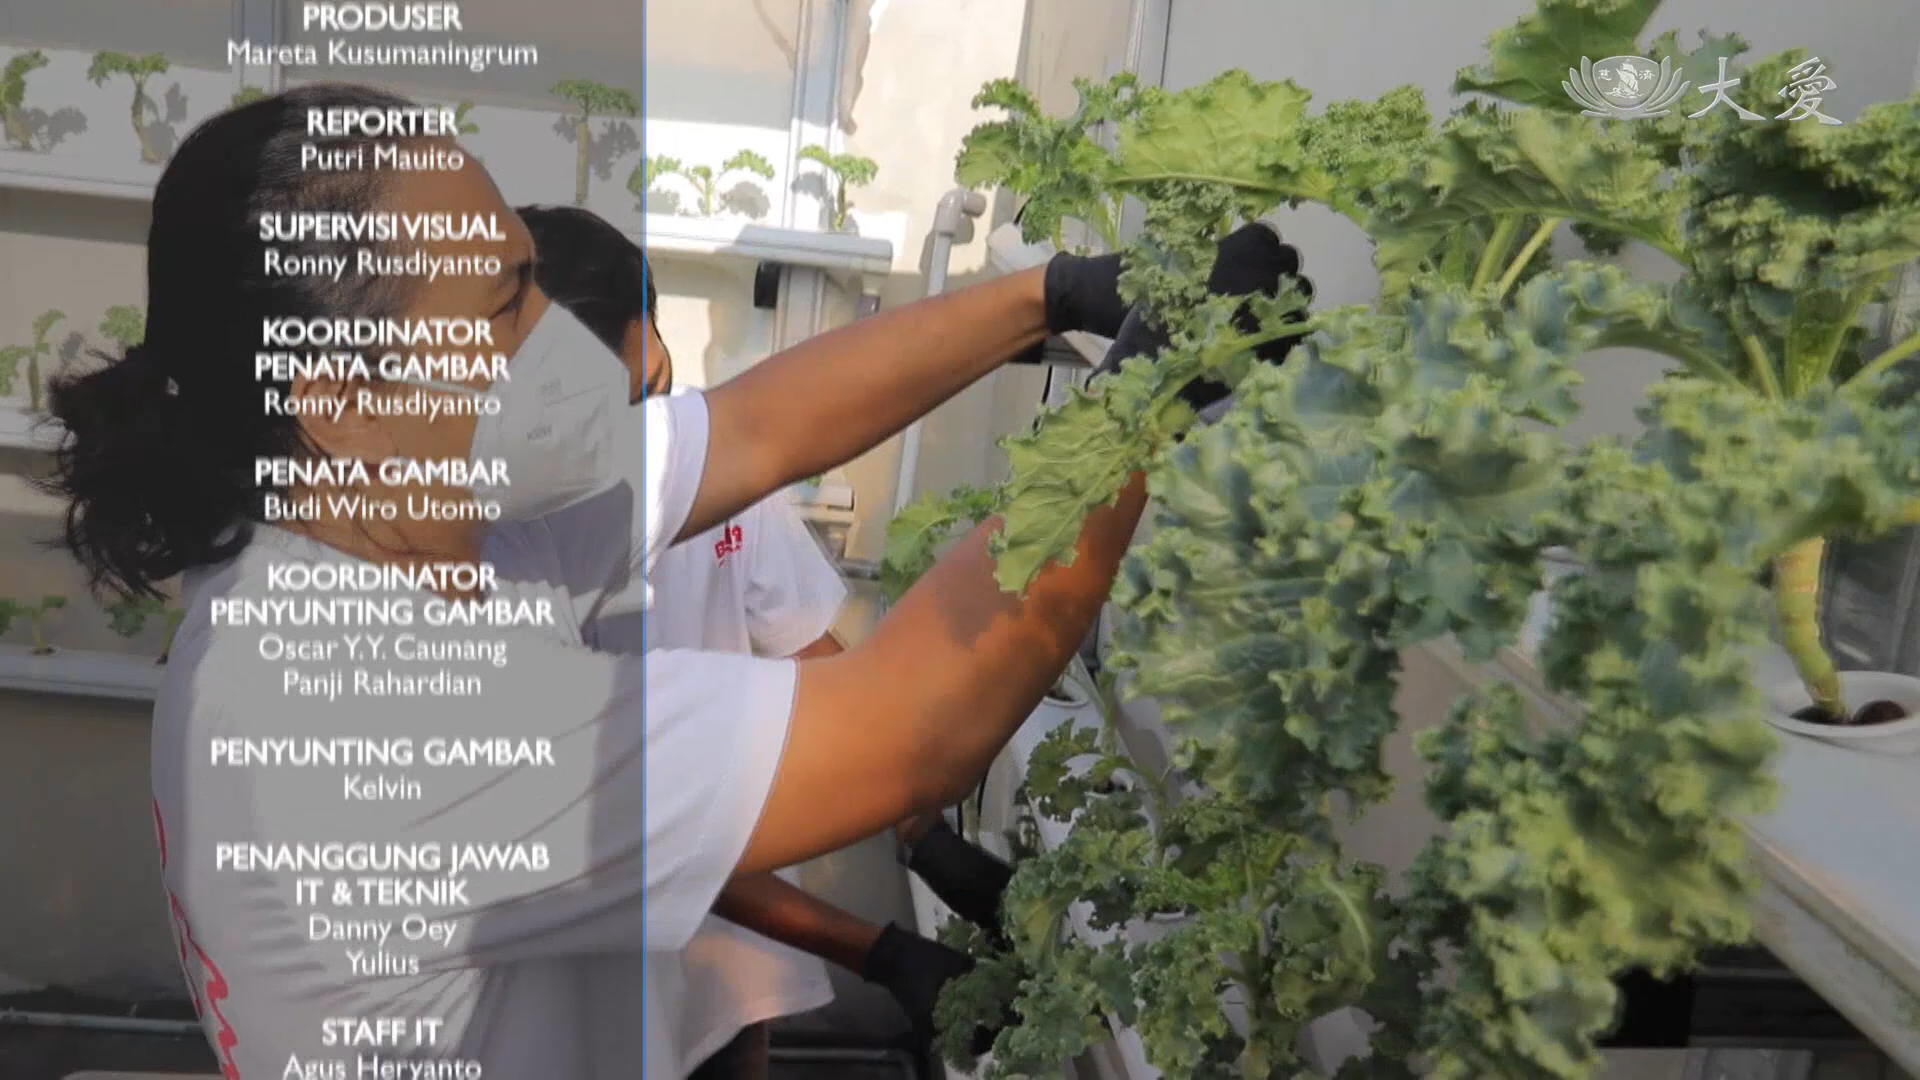 PRODUSER
Mareta Kusumaningrum
REPORTER
Putri Mauito
SUPERVISI VISUAL
Ronny Rusdiyanto
KOORDINATOR
PENATA GAMBAR
Ronny Rusdiyanto
PENATA GAMBAR
Budi Wiro Utomo
KOORDINATOR
PENYUNTING GAMBAR
Oscar Y.Y. Caunang
Panji Rahardian
PENYUNTING GAMBAR
Kelvin
PENANGGUNG JAWAB
IT & TEKNIK
Danny Oey
Yulius
STAFF IT
Agus Heryanto
慈濟 大愛